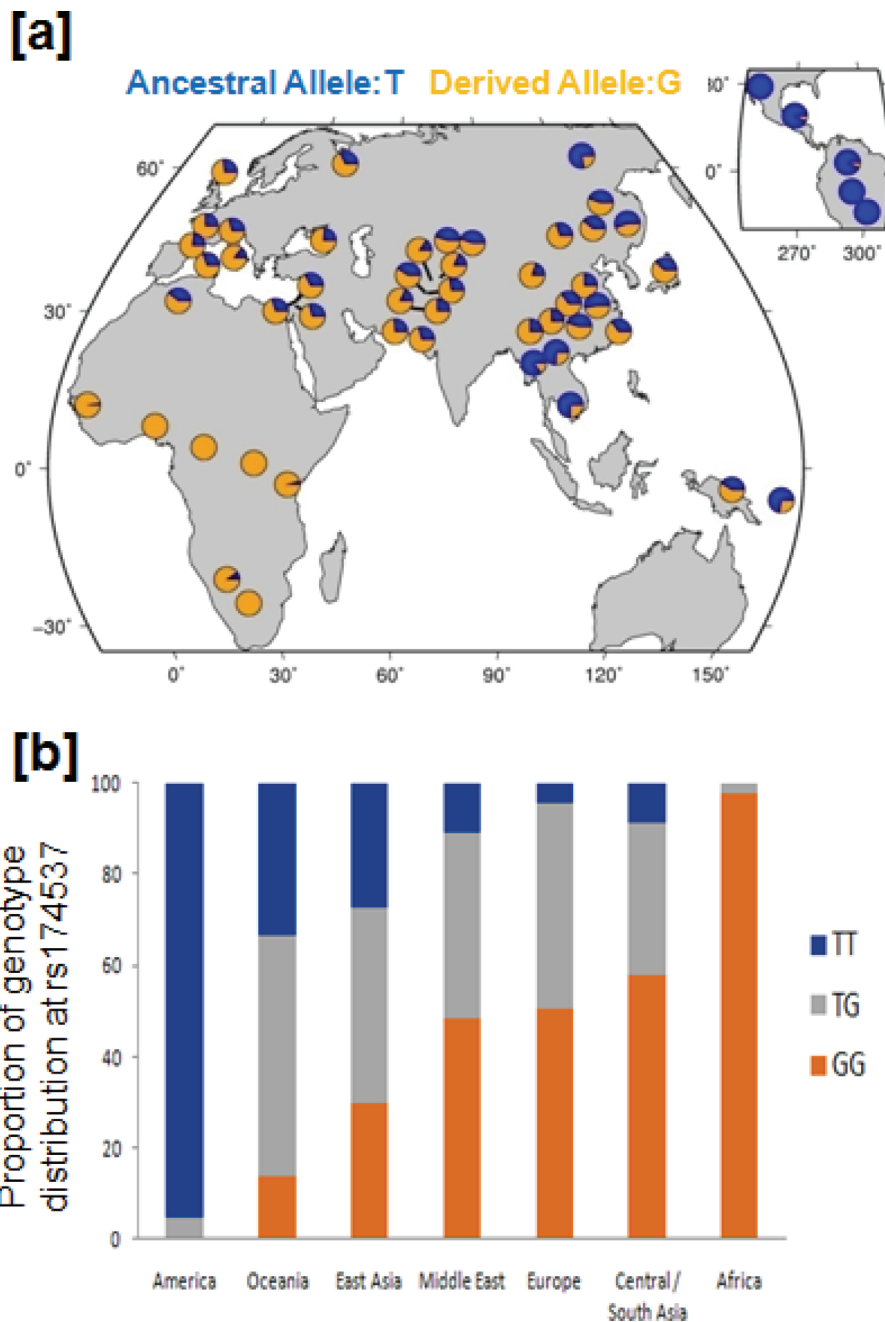 [a]
Ancestral Allele: T Derived Allele: G
60°
30°
0°
−30°
0° 30° 60° 90° 120° 150°
30°
0°
270° 300°
[b]
Proportion of genotype
distribution at rs174537
100
80
60
40
20
0
America Oceania East Asia Middle East Europe Central / Africa
South Asia
TT
TG
GG